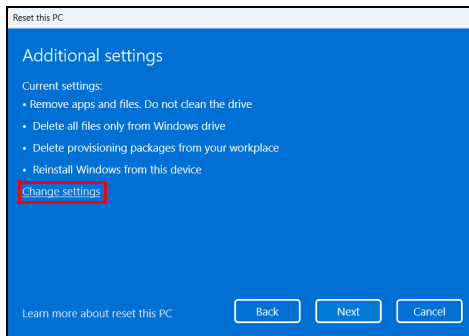 Reset this PC
Additional settings
Current settings:
• Remove apps and files. Do not clean the drive
• Delete all files only from Windows drive
• Delete provisioning packages from your workplace
• Reinstall Windows from this device
Change settings
Learn more about reset this PC
Back
Next
Cancel